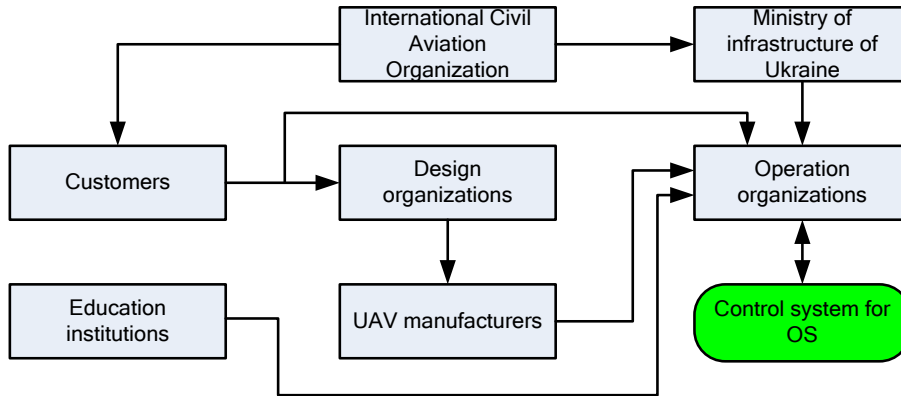 International Civil
Aviation
Organization
Ministry of
infrastructure of
Ukraine
Customers
Design
organizations
Operation
organizations
Education
institutions
UAV manufacturers
Control system for
OS